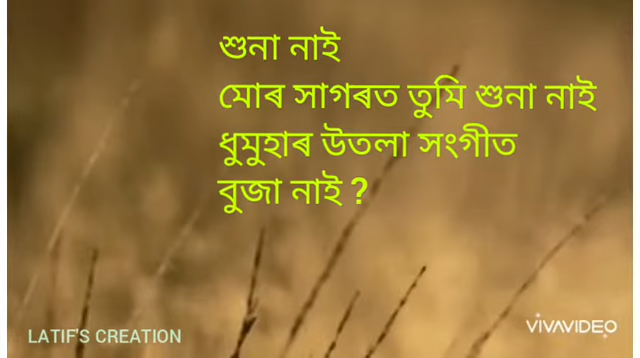 শুনা নাই
মোৰ সাগৰত তুমি শুনা নাই
ধুমুহাৰ উতলা সংগীত
বুজা নাই ?
LATIF'S CREATION
VIVAVIDEO